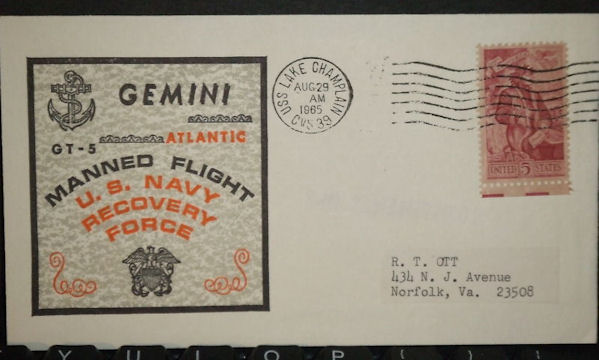 GEMINI
GT-5
ATLANTIC
MANNED FLIGHT
U. S. NAVY
RECOVERY
FORCE
USS LAKE CHAMPLAIN
AUG 29
AM
1965
CVS 39
UNITED 5 STATES
R. T. OTT
434 N. J. Avenue
Norfolk, Va. 23508
Y U I O P